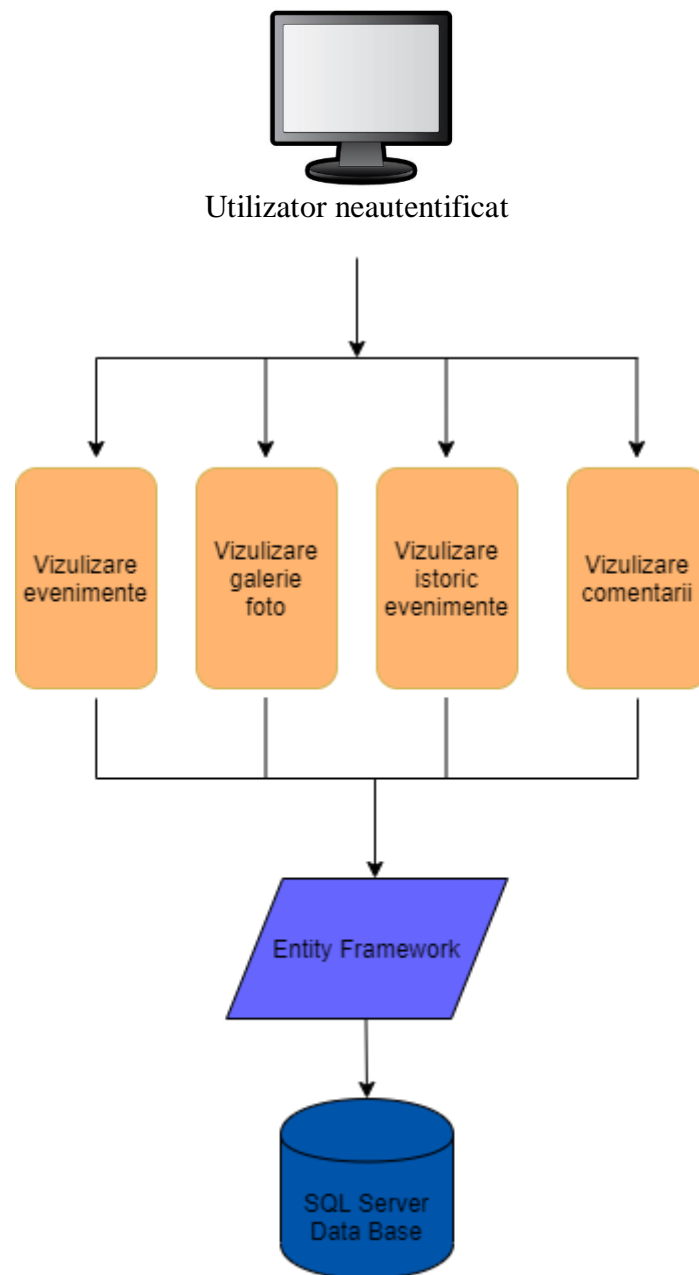 Utilizator neautentificat
Vizulizare
evenimente
Vizulizare
galerie
foto
Vizulizare
istoric
evenimente
Vizulizare
comentarii
Entity Framework
SQL Server
Data Base